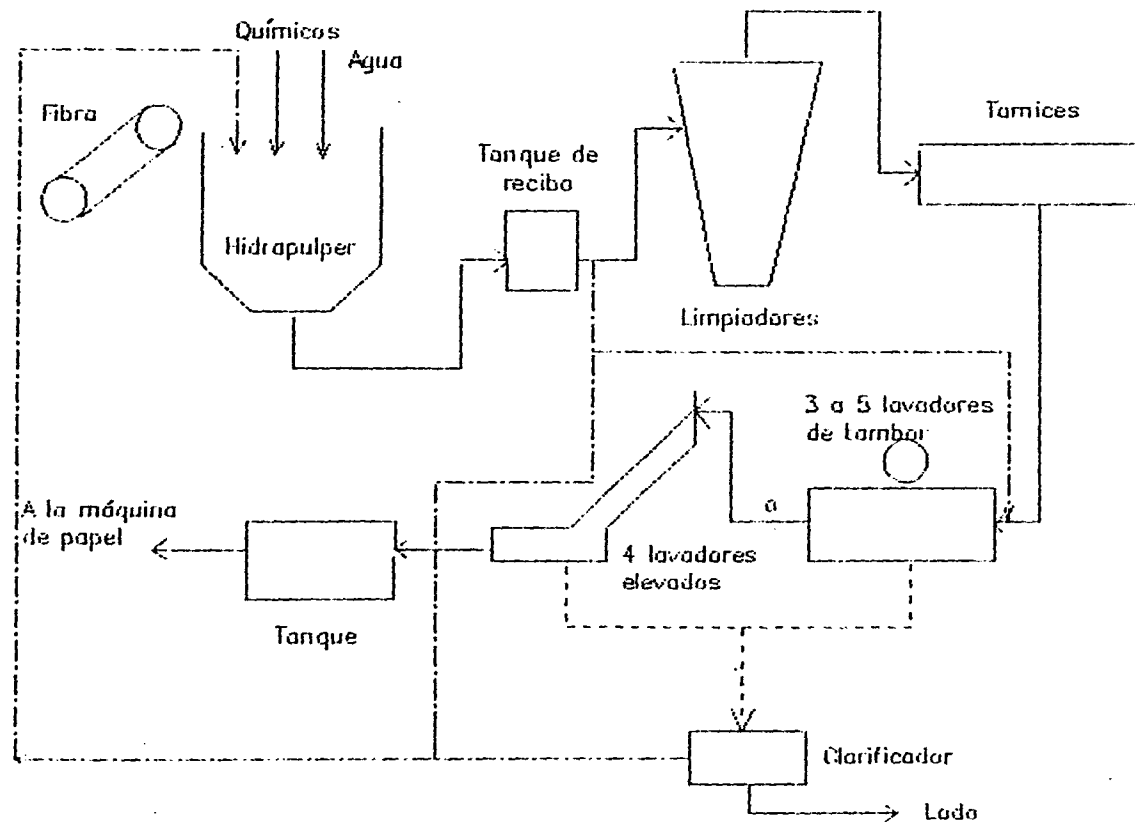 Químicos
Agua
Fibra
Hidrapulper
Tanque de
reciba
Limpiadores
Tamices
3 a 5 lavadores
de tambor
a
4 lavadores
elevados
A la máquina
de papel
Tanque
Clarificador
Lodo